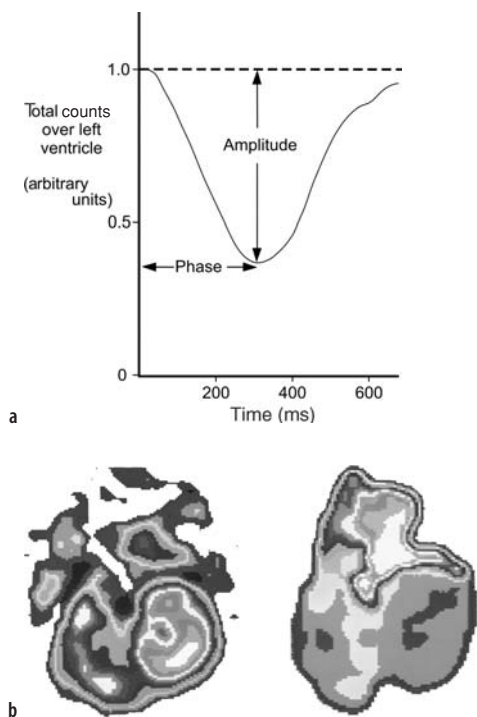 1.0
Total counts
over left
ventricle
(arbitrary
units)
Amplitude
0.5
Phase
0
200
400
600
Time (ms)
a
b